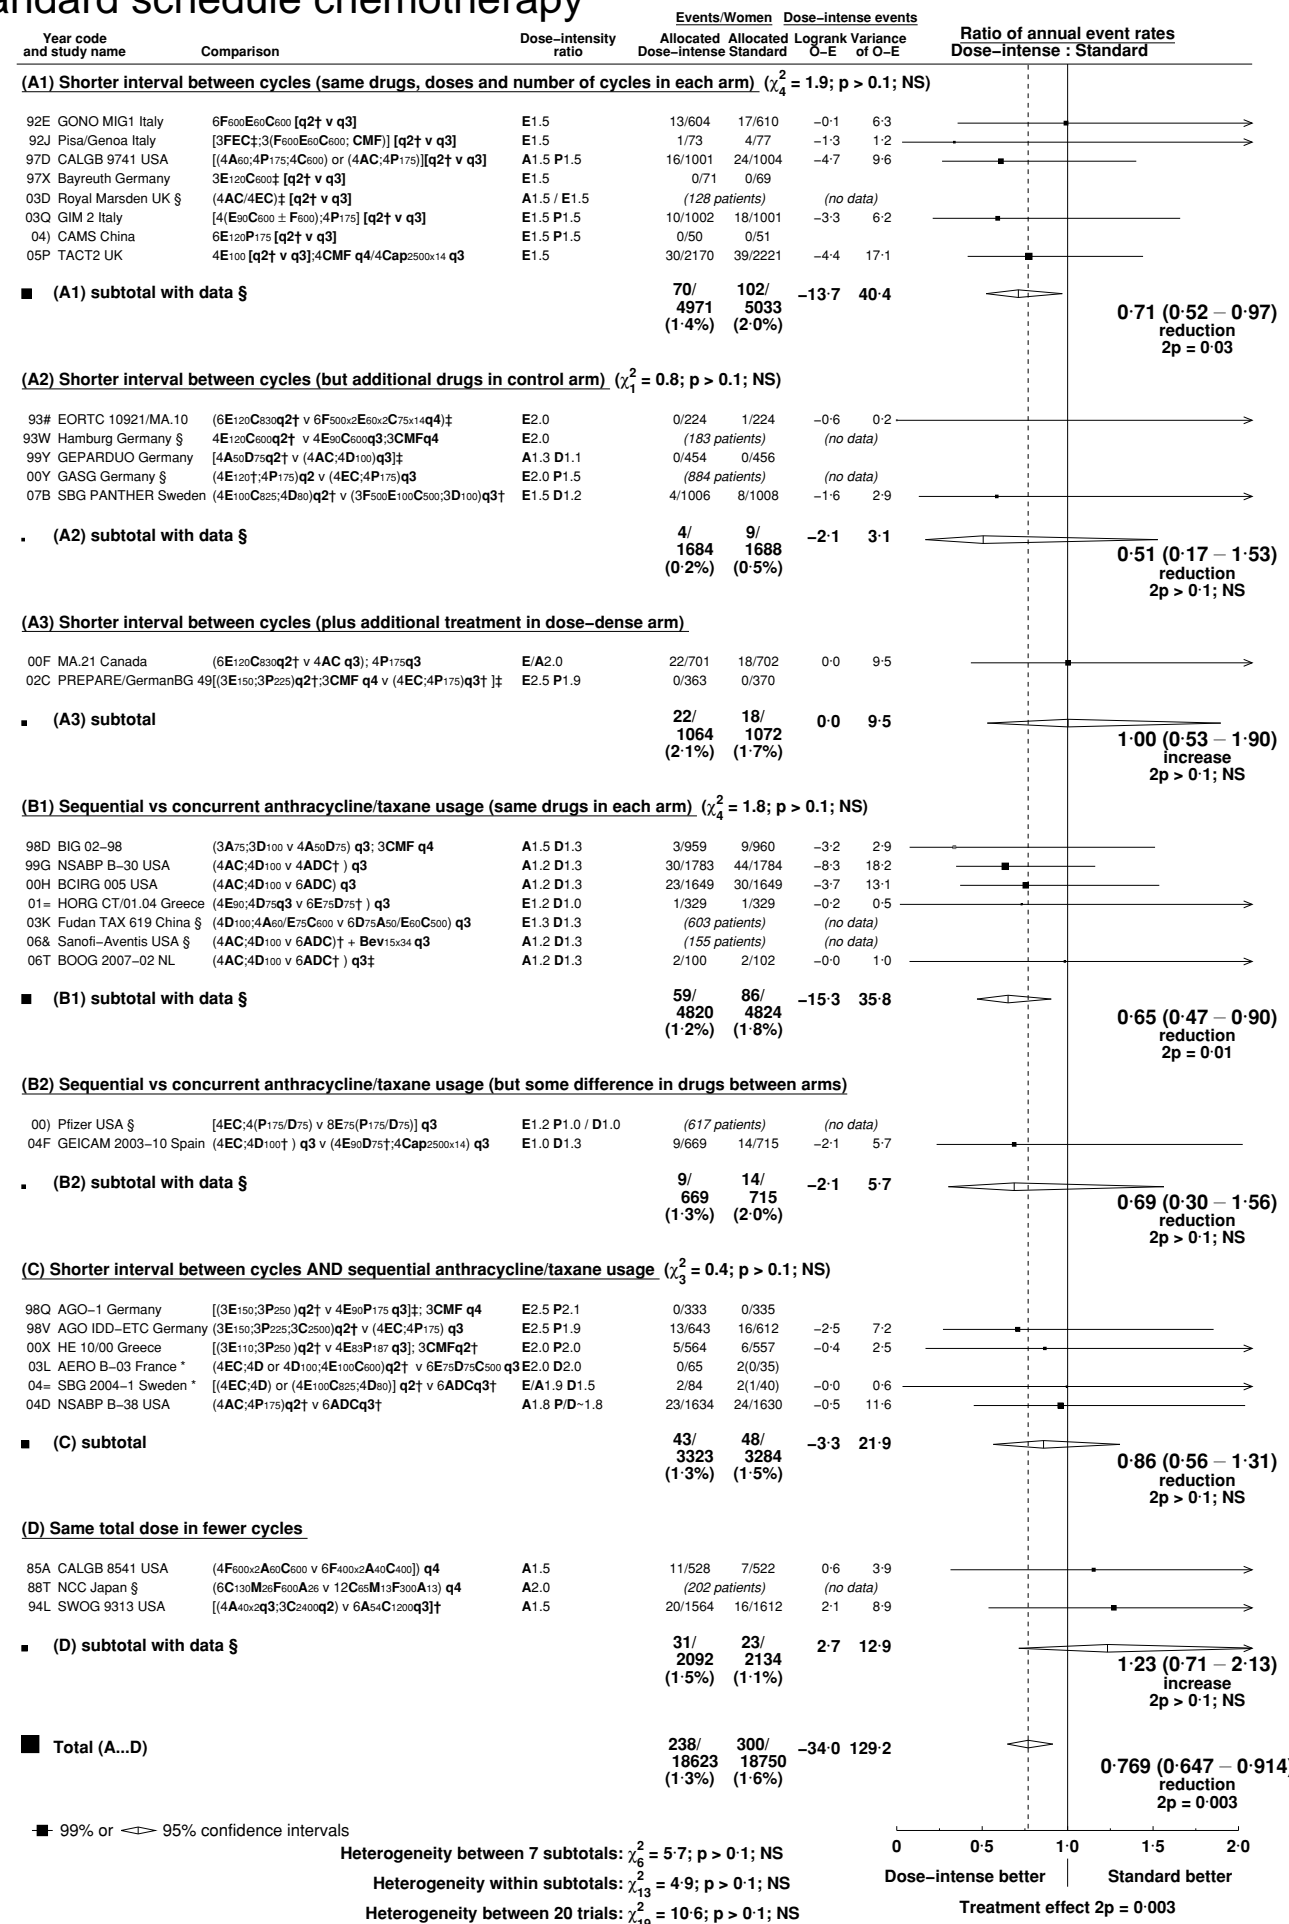 andard schedule chemotherapy
Events/Women Dose−intense events
Year code and study name Comparison Dose−intensity ratio Allocated Dose−intense Allocated Standard Logrank O−E Variance of O−E Ratio of annual event rates Dose−intense : Standard
(A1) Shorter interval between cycles (same drugs, doses and number of cycles in each arm) (χ²₄ = 1.9; p > 0.1; NS)
92E GONO MIG1 Italy 6F600E60C600 [q2† v q3] E1.5 13/604 17/610 −0·1 6·3
92J Pisa/Genoa Italy [3FEC‡;3(F600E60C600; CMF)] [q2† v q3] E1.5 1/73 4/77 −1·3 1·2
97D CALGB 9741 USA [(4A60;4P175;4C600) or (4AC;4P175)][q2† v q3] A1.5 P1.5 16/1001 24/1004 −4·7 9·6
97X Bayreuth Germany 3E120C600‡ [q2† v q3] E1.5 0/71 0/69
03D Royal Marsden UK § (4AC/4EC)‡ [q2† v q3] A1.5 / E1.5 (128 patients) (no data)
03Q GIM 2 Italy [4(E90C600 ± F600);4P175] [q2† v q3] E1.5 P1.5 10/1002 18/1001 −3·3 6·2
04) CAMS China 6E120P175 [q2† v q3] E1.5 P1.5 0/50 0/51
05P TACT2 UK 4E100 [q2† v q3];4CMF q4/4Cap2500x14 q3 E1.5 30/2170 39/2221 −4·4 17·1
(A1) subtotal with data § 70/ 102/ −13·7 40·4
4971 5033
(1·4%) (2·0%)
0·71 (0·52 − 0·97)
reduction
2p = 0·03
(A2) Shorter interval between cycles (but additional drugs in control arm) (χ²₁ = 0.8; p > 0.1; NS)
93# EORTC 10921/MA.10 (6E120C830q2† v 6F500x2E60x2C75x14q4)‡ E2.0 0/224 1/224 −0·6 0·2
93W Hamburg Germany § 4E120C600q2† v 4E90C600q3;3CMFq4 E2.0 (183 patients) (no data)
99Y GEPARDUO Germany [4A50D75q2† v (4AC;4D100)q3]‡ A1.3 D1.1 0/454 0/456
00Y GASG Germany § (4E120†;4P175)q2 v (4EC;4P175)q3 E2.0 P1.5 (884 patients) (no data)
07B SBG PANTHER Sweden (4E100C825;4D80)q2† v (3F500E100C500;3D100)q3† E1.5 D1.2 4/1006 8/1008 −1·6 2·9
(A2) subtotal with data § 4/ 9/ −2·1 3·1
1684 1688
(0·2%) (0·5%)
0·51 (0·17 − 1·53)
reduction
2p > 0·1; NS
(A3) Shorter interval between cycles (plus additional treatment in dose−dense arm)
00F MA.21 Canada (6E120C830q2† v 4AC q3); 4P175q3 E/A2.0 22/701 18/702 0·0 9·5
02C PREPARE/GermanBG 49[(3E150;3P225)q2†;3CMF q4 v (4EC;4P175)q3† ]‡ E2.5 P1.9 0/363 0/370
(A3) subtotal 22/ 18/ 0·0 9·5
1064 1072
(2·1%) (1·7%)
1·00 (0·53 − 1·90)
increase
2p > 0·1; NS
(B1) Sequential vs concurrent anthracycline/taxane usage (same drugs in each arm) (χ²₄ = 1.8; p > 0.1; NS)
98D BIG 02−98 (3A75;3D100 v 4A50D75) q3; 3CMF q4 A1.5 D1.3 3/959 9/960 −3·2 2·9
99G NSABP B−30 USA (4AC;4D100 v 4ADC† ) q3 A1.2 D1.3 30/1783 44/1784 −8·3 18·2
00H BCIRG 005 USA (4AC;4D100 v 6ADC) q3 A1.2 D1.3 23/1649 30/1649 −3·7 13·1
01= HORG CT/01.04 Greece (4E90;4D75q3 v 6E75D75† ) q3 E1.2 D1.0 1/329 1/329 −0·2 0·5
03K Fudan TAX 619 China § (4D100;4A60/E75C600 v 6D75A50/E60C500) q3 E1.3 D1.3 (603 patients) (no data)
06& Sanofi−Aventis USA § (4AC;4D100 v 6ADC)† + Bev15x34 q3 A1.2 D1.3 (155 patients) (no data)
06T BOOG 2007−02 NL (4AC;4D100 v 6ADC† ) q3‡ A1.2 D1.3 2/100 2/102 −0·0 1·0
(B1) subtotal with data § 59/ 86/ −15·3 35·8
4820 4824
(1·2%) (1·8%)
0·65 (0·47 − 0·90)
reduction
2p = 0·01
(B2) Sequential vs concurrent anthracycline/taxane usage (but some difference in drugs between arms)
00) Pfizer USA § [4EC;4(P175/D75) v 8E75(P175/D75)] q3 E1.2 P1.0 / D1.0 (617 patients) (no data)
04F GEICAM 2003−10 Spain (4EC;4D100† ) q3 v (4E90D75†;4Cap2500x14) q3 E1.0 D1.3 9/669 14/715 −2·1 5·7
(B2) subtotal with data § 9/ 14/ −2·1 5·7
669 715
(1·3%) (2·0%)
0·69 (0·30 − 1·56)
reduction
2p > 0·1; NS
(C) Shorter interval between cycles AND sequential anthracycline/taxane usage (χ²₃ = 0.4; p > 0.1; NS)
98Q AGO−1 Germany [(3E150;3P250 )q2† v 4E90P175 q3]‡; 3CMF q4 E2.5 P2.1 0/333 0/335
98V AGO IDD−ETC Germany (3E150;3P225;3C2500)q2† v (4EC;4P175) q3 E2.5 P1.9 13/643 16/612 −2·5 7·2
00X HE 10/00 Greece [(3E110;3P250 )q2† v 4E83P187 q3]; 3CMFq2† E2.0 P2.0 5/564 6/557 −0·4 2·5
03L AERO B−03 France * (4EC;4D or 4D100;4E100C600)q2† v 6E75D75C500 q3 E2.0 D2.0 0/65 2(0/35)
04= SBG 2004−1 Sweden * [(4EC;4D) or (4E100C825;4D80)] q2† v 6ADCq3† E/A1.9 D1.5 2/84 2(1/40) −0·0 0·6
04D NSABP B−38 USA (4AC;4P175)q2† v 6ADCq3† A1.8 P/D~1.8 23/1634 24/1630 −0·5 11·6
(C) subtotal 43/ 48/ −3·3 21·9
3323 3284
(1·3%) (1·5%)
0·86 (0·56 − 1·31)
reduction
2p > 0·1; NS
(D) Same total dose in fewer cycles
85A CALGB 8541 USA (4F600x2A60C600 v 6F400x2A40C400]) q4 A1.5 11/528 7/522 0·6 3·9
88T NCC Japan § (6C130M26F600A26 v 12C65M13F300A13) q4 A2.0 (202 patients) (no data)
94L SWOG 9313 USA [(4A40x2q3;3C2400q2) v 6A54C1200q3]† A1.5 20/1564 16/1612 2·1 8·9
(D) subtotal with data § 31/ 23/ 2·7 12·9
2092 2134
(1·5%) (1·1%)
1·23 (0·71 − 2·13)
increase
2p > 0·1; NS
Total (A...D) 238/ 300/ −34·0 129·2
18623 18750
(1·3%) (1·6%)
0·769 (0·647 − 0·914)
reduction
2p = 0·003
99% or 95% confidence intervals
0 0·5 1·0 1·5 2·0
Heterogeneity between 7 subtotals: χ²₆ = 5·7; p > 0·1; NS
Dose−intense better Standard better
Heterogeneity within subtotals: χ²₁₃ = 4·9; p > 0·1; NS
Treatment effect 2p = 0·003
Heterogeneity between 20 trials: χ²₁₉ = 10·6; p > 0·1; NS